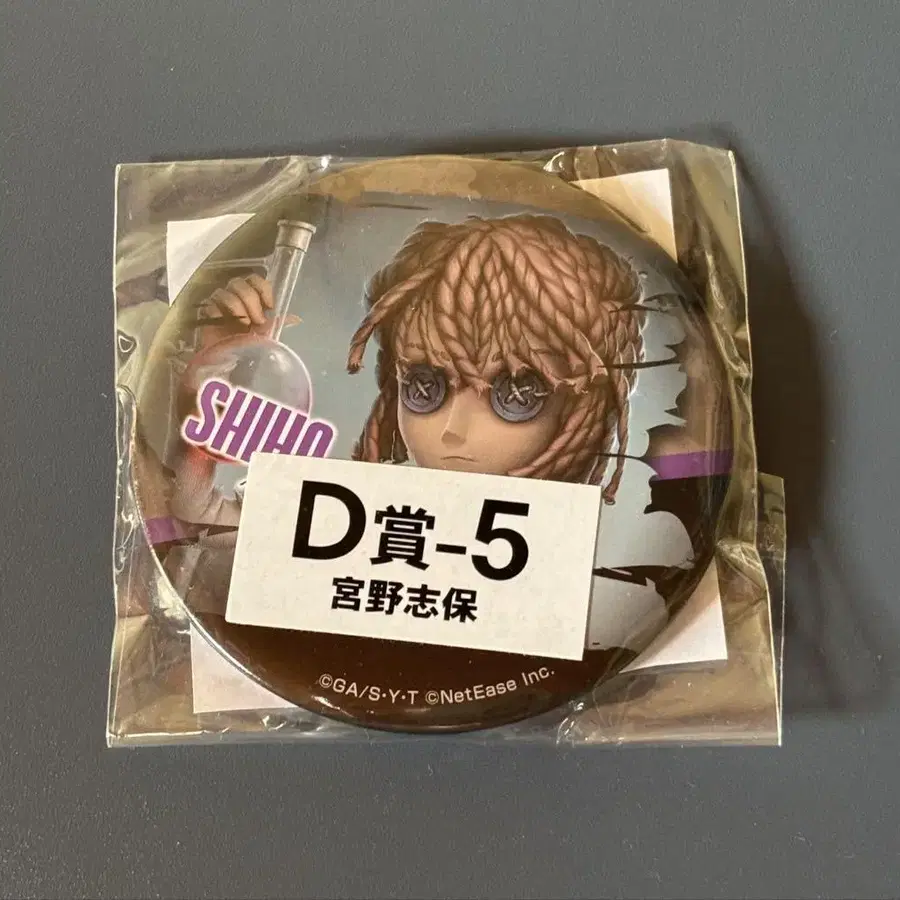 SHIHO
D賞-5
宮野志保
©GA/S·Y·T ©NetEase Inc.